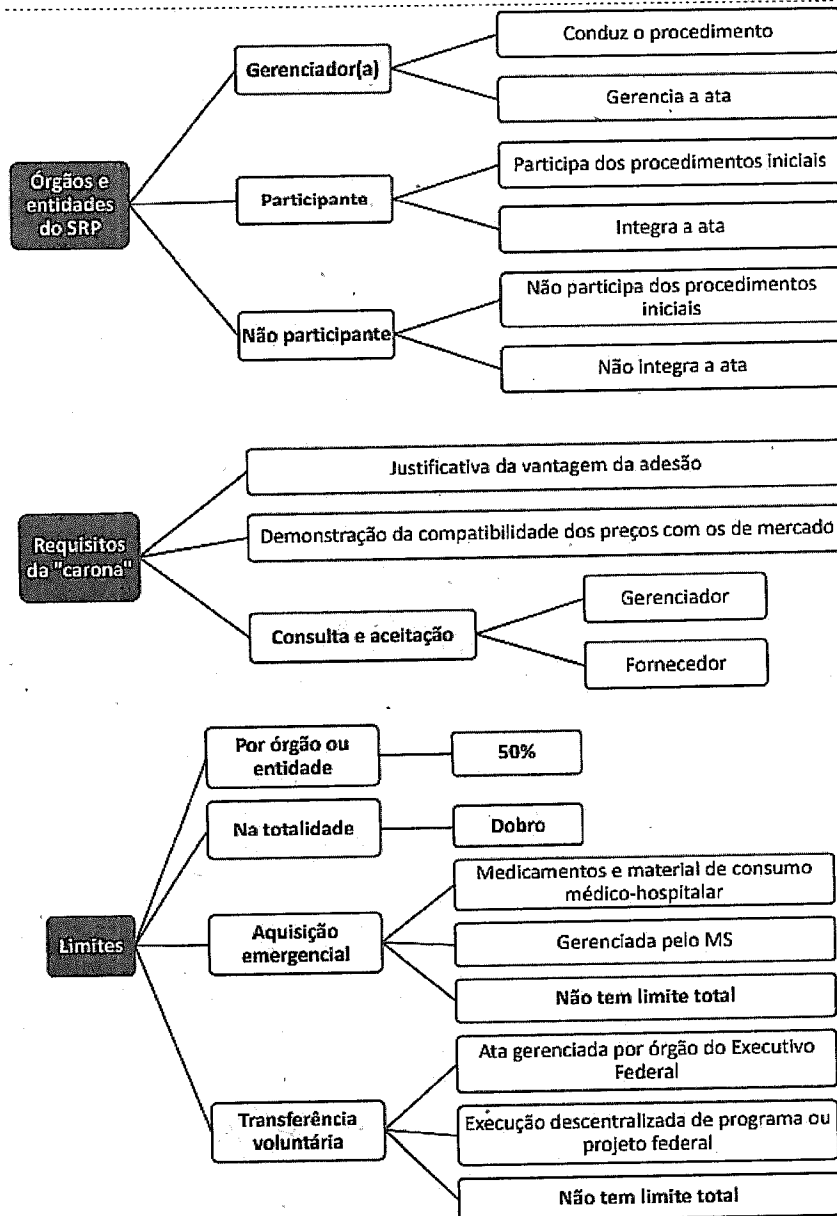 Órgãos e
entidades
do SRP
Gerenciador(a)
Conduz o procedimento
Gerencia a ata
Participante
Participa dos procedimentos iniciais
Integra a ata
Não participante
Não participa dos procedimentos
iniciais
Não integra a ata
Requisitos
da "carona"
Justificativa da vantagem da adesão
Demonstração da compatibilidade dos preços com os de mercado
Consulta e aceitação
Gerenciador
Fornecedor
Limites
Por órgão ou
entidade
50%
Na totalidade
Dobro
Aquisição
emergencial
Medicamentos e material de consumo
médico-hospitalar
Gerenciada pelo MS
Não tem limite total
Transferência
voluntária
Ata gerenciada por órgão do Executivo
Federal
Execução descentralizada de programa ou
projeto federal
Não tem limite total